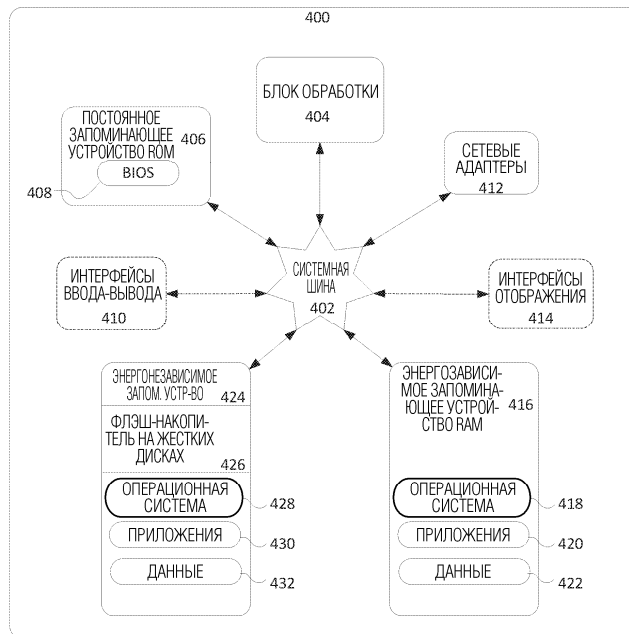 400
БЛОК ОБРАБОТКИ
404
ПОСТОЯННОЕ
ЗАПОМИНАЮЩЕЕ
УСТРОЙСТВО ROM
406
BIOS
408
СЕТЕВЫЕ
АДАПТЕРЫ
412
СИСТЕМНАЯ
ШИНА
402
ИНТЕРФЕЙСЫ
ВВОДА-ВЫВОДА
410
ИНТЕРФЕЙСЫ
ОТОБРАЖЕНИЯ
414
ЭНЕРГОНЕЗАВИСИМОЕ
ЗАПОМ. УСТР-ВО
424
ФЛЭШ-НАКОПИ-
ТЕЛЬ НА ЖЕСТКИХ
ДИСКАХ
426
ОПЕРАЦИОННАЯ
СИСТЕМА
428
ПРИЛОЖЕНИЯ
430
ДАННЫЕ
432
ЭНЕРГОЗАВИСИ-
МОЕ ЗАПОМИНА-
ЮЩЕЕ УСТРОЙ-
СТВО RAM
416
ОПЕРАЦИОННАЯ
СИСТЕМА
418
ПРИЛОЖЕНИЯ
420
ДАННЫЕ
422